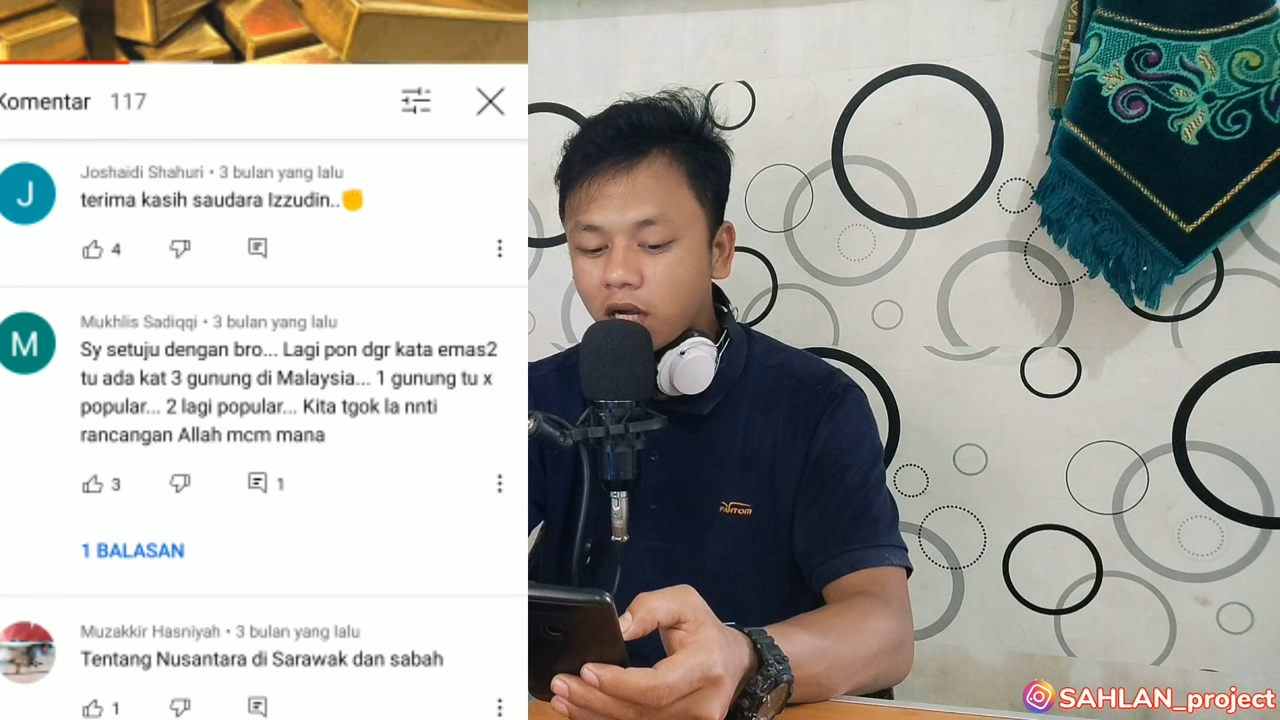 Komentar 117
J
Joshaidi Shahuri • 3 bulan yang lalu
terima kasih saudara Izzudin..✊
4
M
Mukhlis Sadiqqi • 3 bulan yang lalu
Sy setuju dengan bro... Lagi pon dgr kata emas2
tu ada kat 3 gunung di Malaysia... 1 gunung tu x
popular... 2 lagi popular... Kita tgok la nnti
rancangan Allah mcm mana
3 1
1 BALASAN
Muzakkir Hasniyah • 3 bulan yang lalu
Tentang Nusantara di Sarawak dan sabah
1
FANTOM
SAHLAN_project